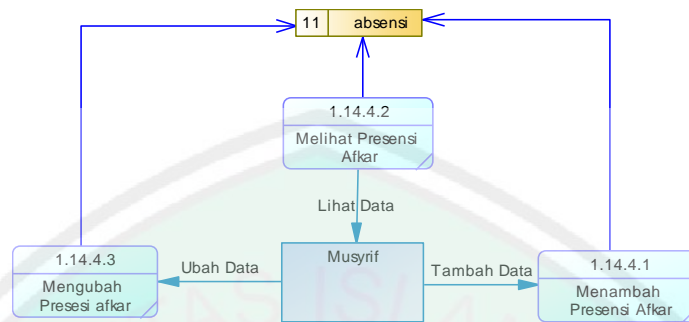 11 absensi
1.14.4.2
Melihat Presensi
Afkar
Lihat Data
1.14.4.3
Mengubah
Presesi afkar
Ubah Data
Musyrif
Tambah Data
1.14.4.1
Menambah
Presensi Afkar